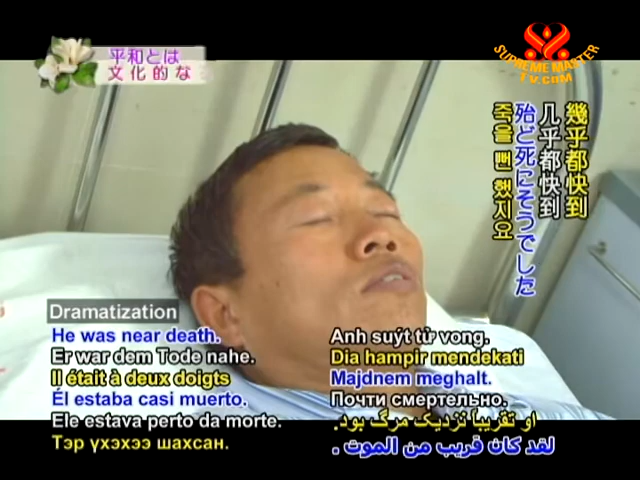 平和とは
文化的な
SUPREME MASTER
TV.COM
幾乎都快到
几乎都快到
殆ど死にそうでした
죽을 뻔 했지요
Dramatization
He was near death.
Er war dem Tode nahe.
Il était à deux doigts
Él estaba casi muerto.
Ele estava perto da morte.
Тэр үхэхээ шахсан.
Anh suýt tử vong.
Dia hampir mendekati
Majdnem meghalt.
Почти смертельно.
او تقریباً نزدیک مرگ بود.
لقد كان قريب من الموت .